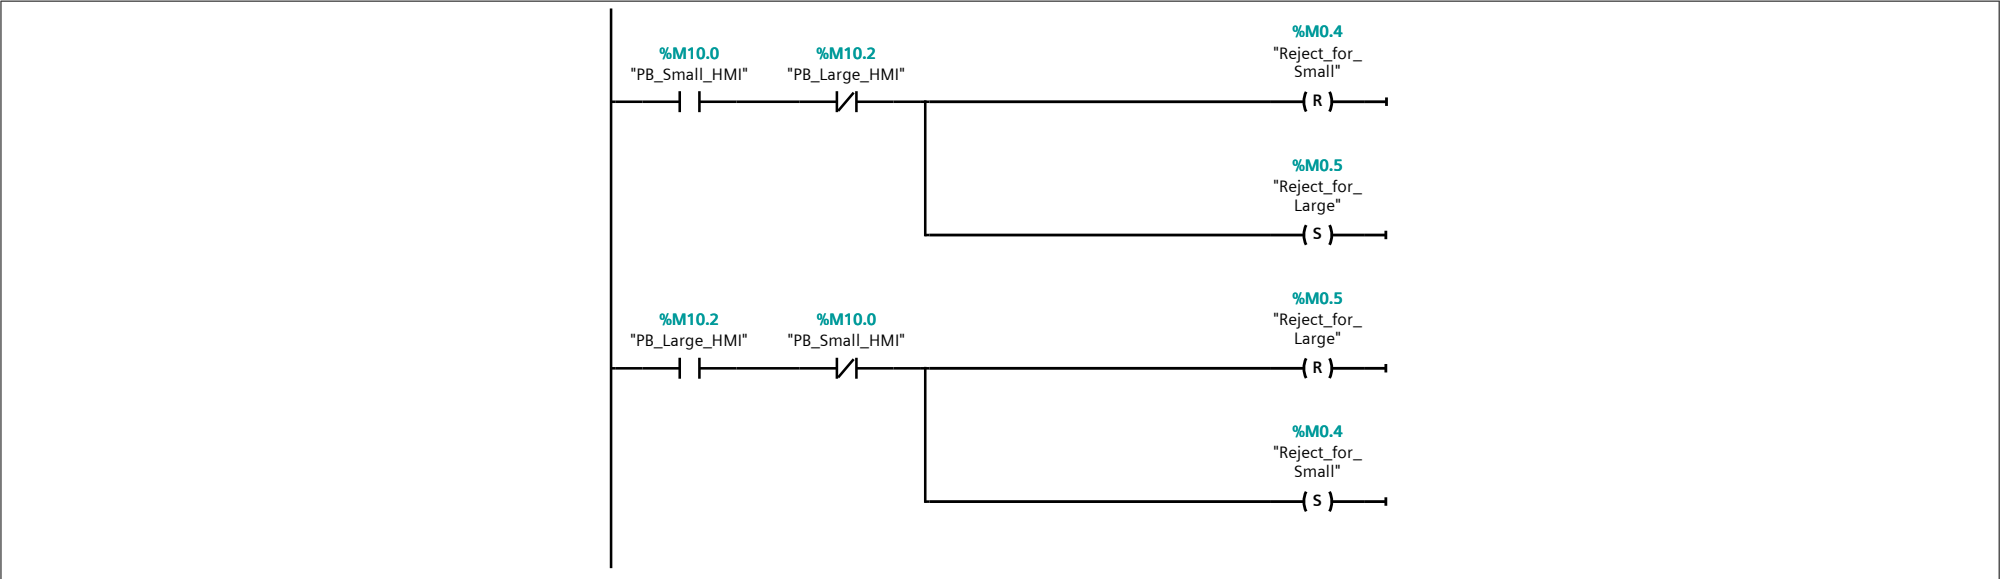 %M0.4
"Reject_for_
Small"
%M10.0
"PB_Small_HMI"
%M10.2
"PB_Large_HMI"
R
%M0.5
"Reject_for_
Large"
S
%M0.5
"Reject_for_
Large"
%M10.2
"PB_Large_HMI"
%M10.0
"PB_Small_HMI"
R
%M0.4
"Reject_for_
Small"
S